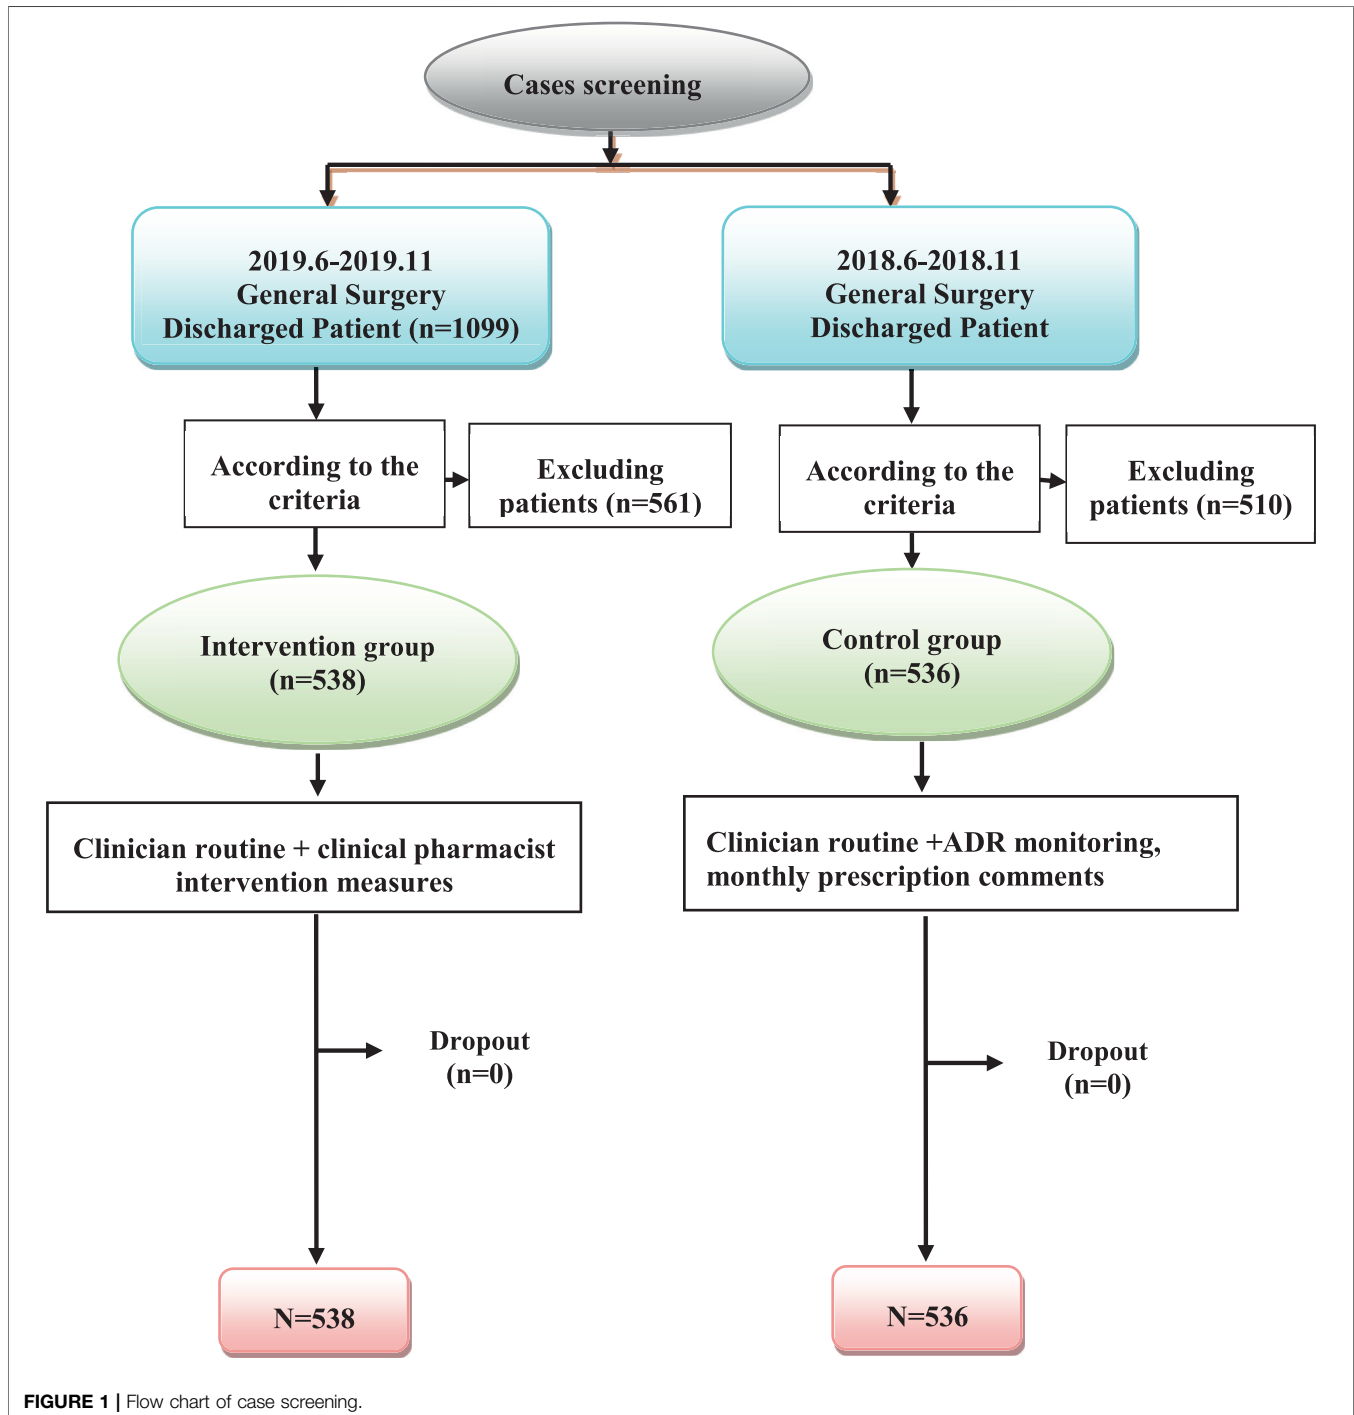 Cases screening
2019.6-2019.11
General Surgery
Discharged Patient (n=1099)
2018.6-2018.11
General Surgery
Discharged Patient
According to the
criteria
Excluding
patients (n=561)
According to the
criteria
Excluding
patients (n=510)
Intervention group
(n=538)
Control group
(n=536)
Clinician routine + clinical pharmacist
intervention measures
Clinician routine +ADR monitoring,
monthly prescription comments
Dropout
(n=0)
Dropout
(n=0)
N=538
N=536
FIGURE 1 | Flow chart of case screening.